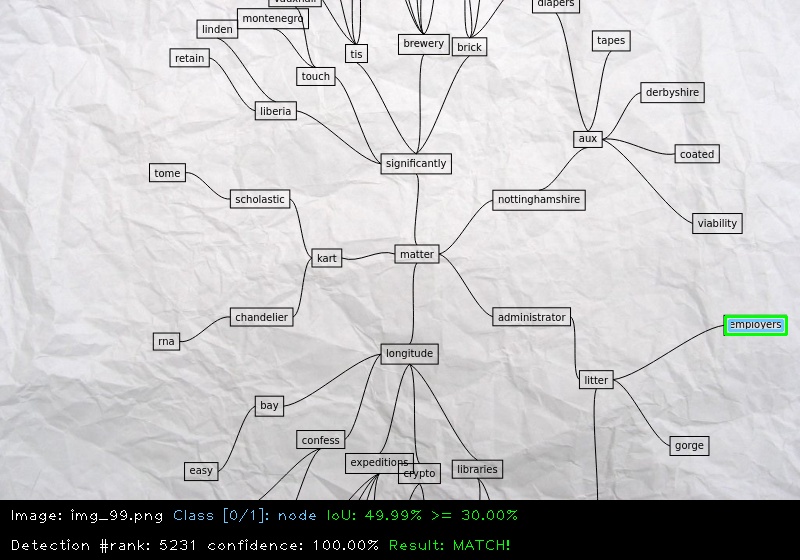 diapers
vauxhall
montenegro
linden
tapes
brewery
brick
tis
retain
touch
derbyshire
liberia
aux
coated
significantly
tome
scholastic
nottinghamshire
viability
matter
kart
chandelier
administrator
employers
rna
longitude
litter
bay
confess
gorge
expeditions
easy
crypto
libraries
Image: img_99.png Class [0/1]: node IoU: 49.99% >= 30.00%
Detection #rank: 5231 confidence: 100.00% Result: MATCH!